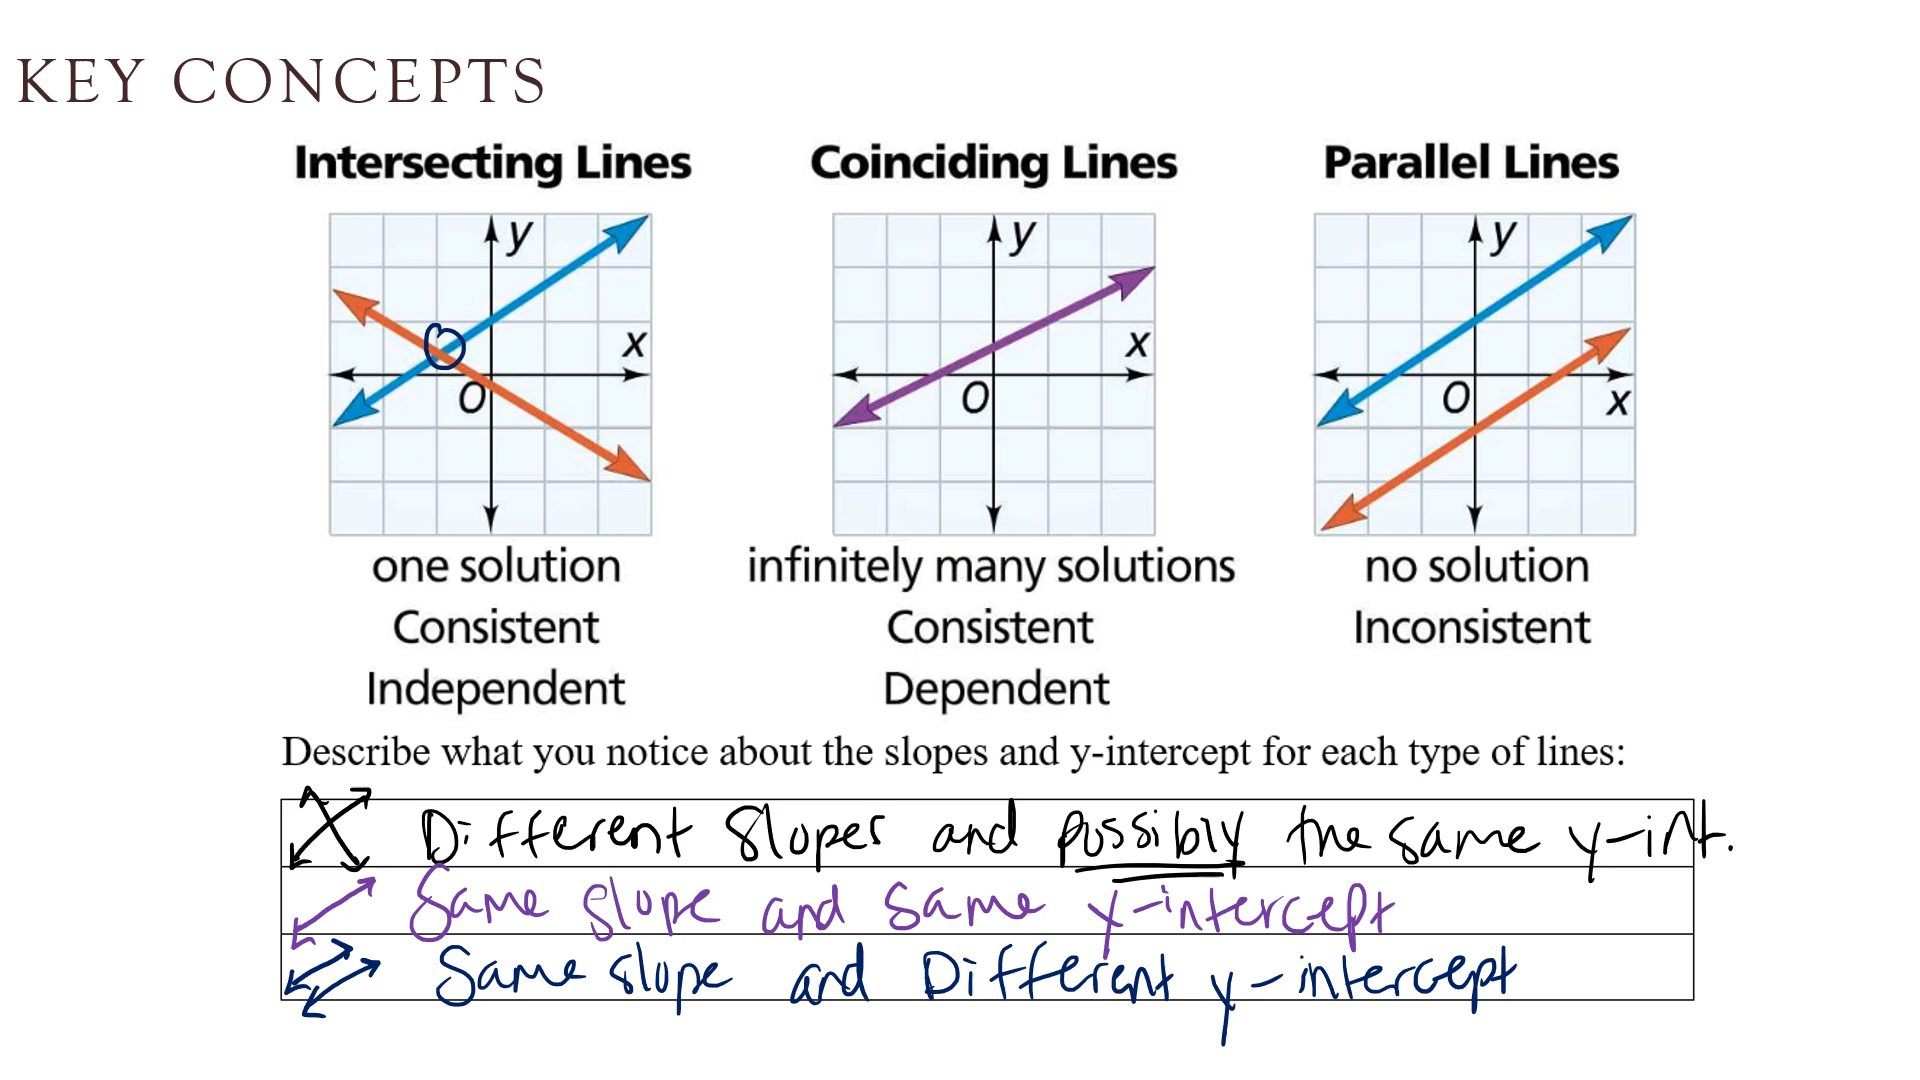 KEY CONCEPTS
Intersecting Lines Coinciding Lines Parallel Lines
y y y
x x
O O O x
one solution infinitely many solutions no solution
Consistent Consistent Inconsistent
Independent Dependent
Describe what you notice about the slopes and y-intercept for each type of lines:
Different Slopes and possibly the same y-int.
Same slope and same y-intercept
Same slope and Different y-intercept